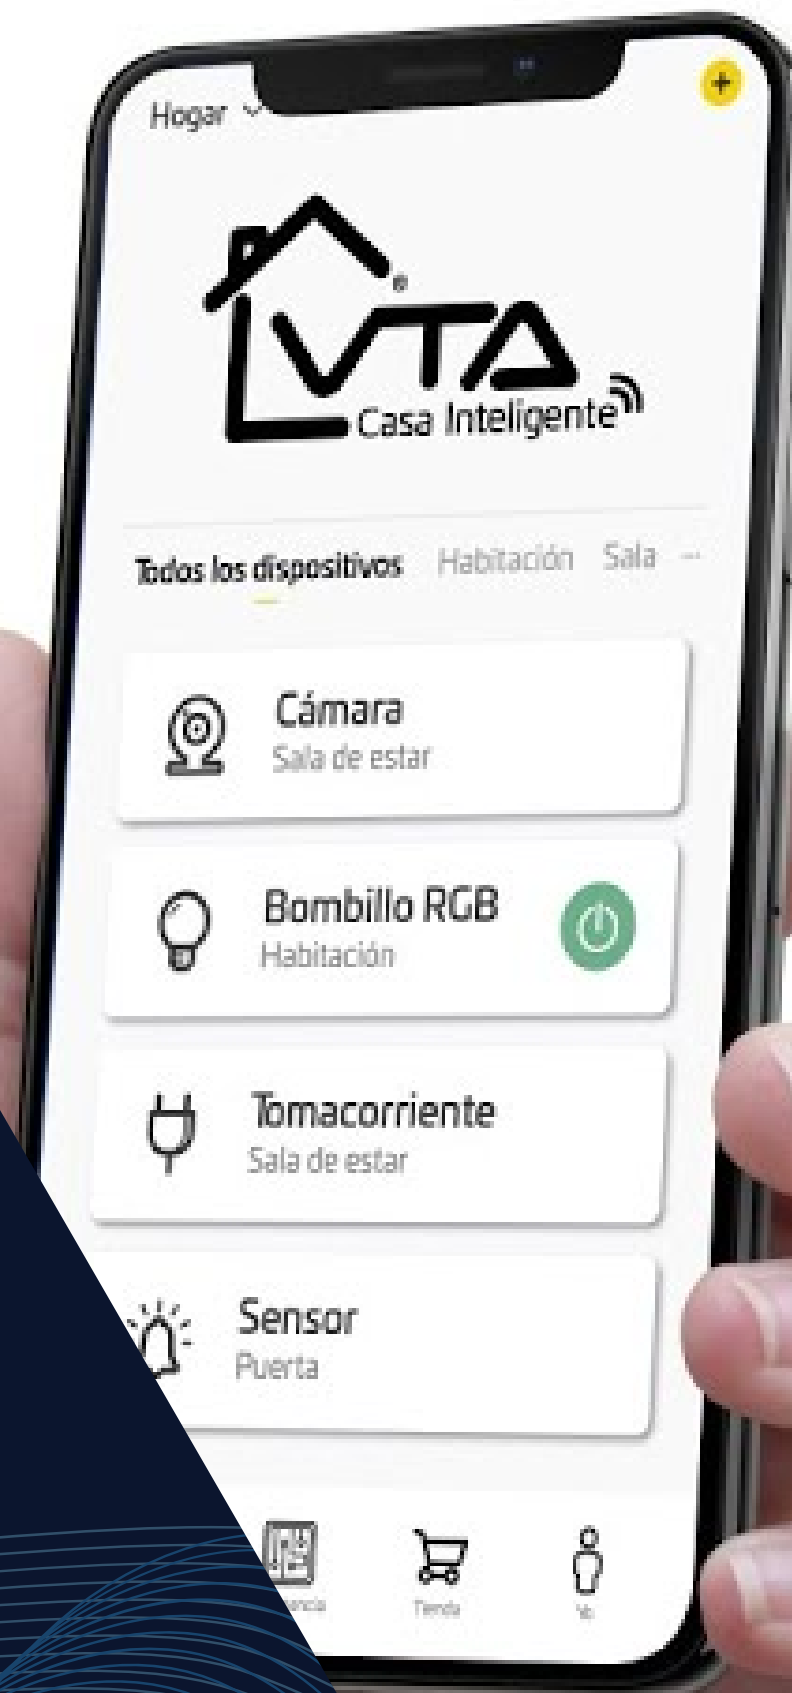 Hogar
+
VTA
®
Casa Inteligente
Todos los dispositivos Habitación Sala ...
Cámara
Sala de estar
Bombillo RGB
Habitación
Tomacorriente
Sala de estar
Sensor
Puerta
Tienda
Yo